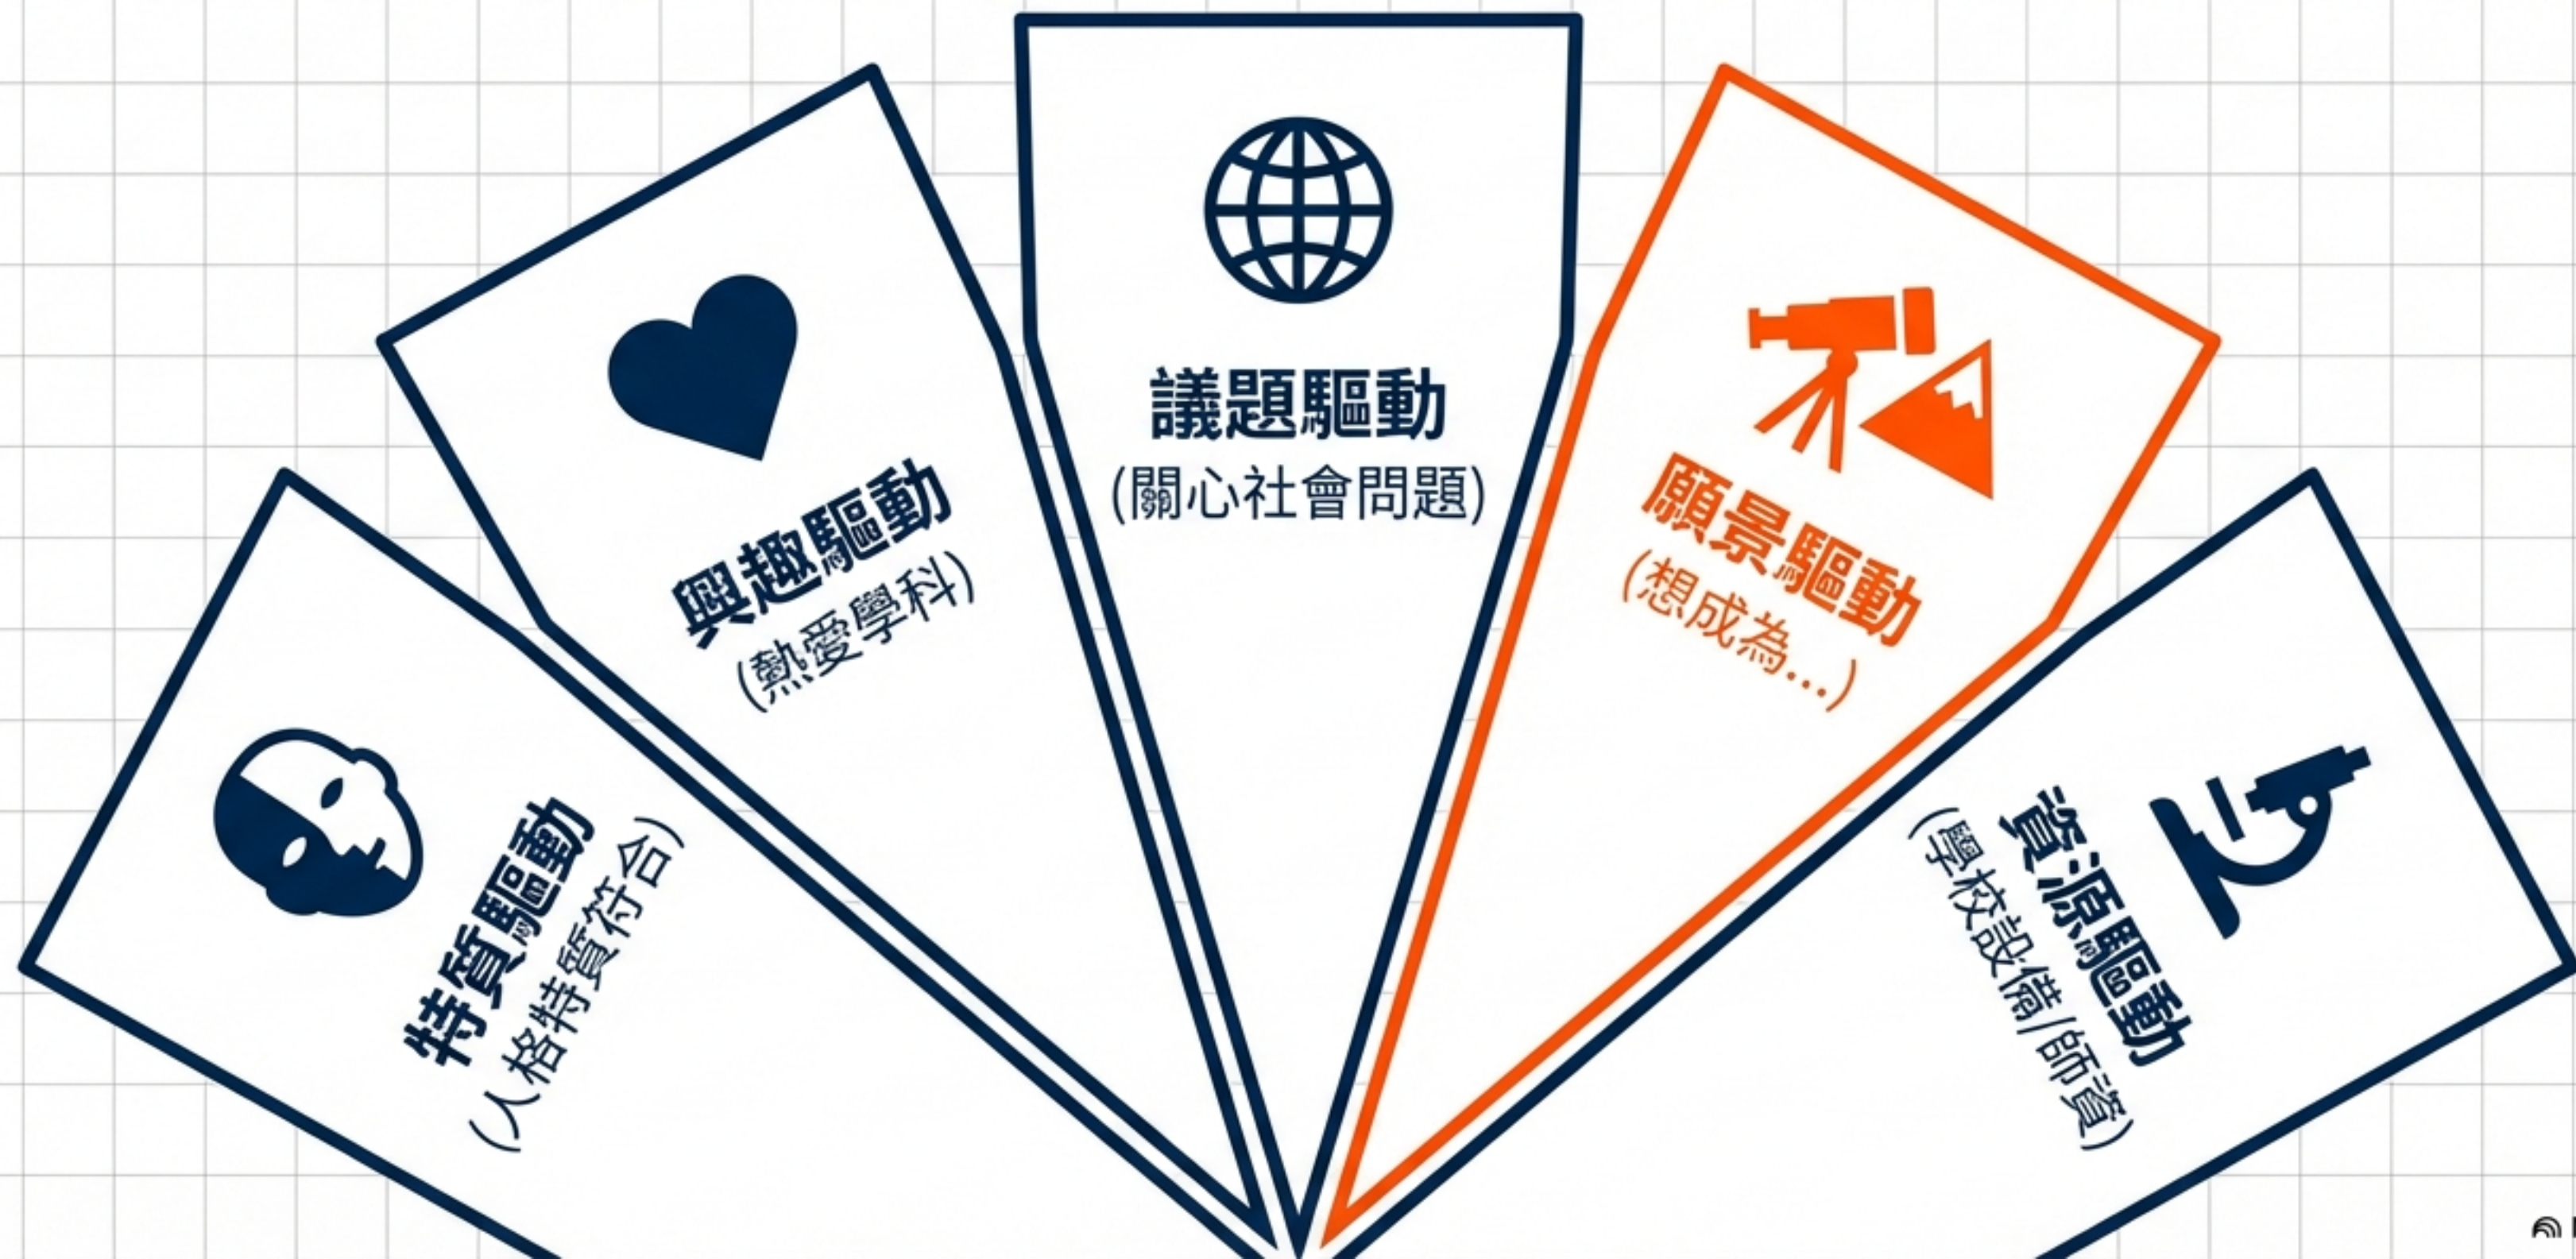 特質驅動
(人格特質符合)
興趣驅動
(熱愛學科)
議題驅動
(關心社會問題)
願景驅動
(想成為...)
資源驅動
(學校設備/師資)